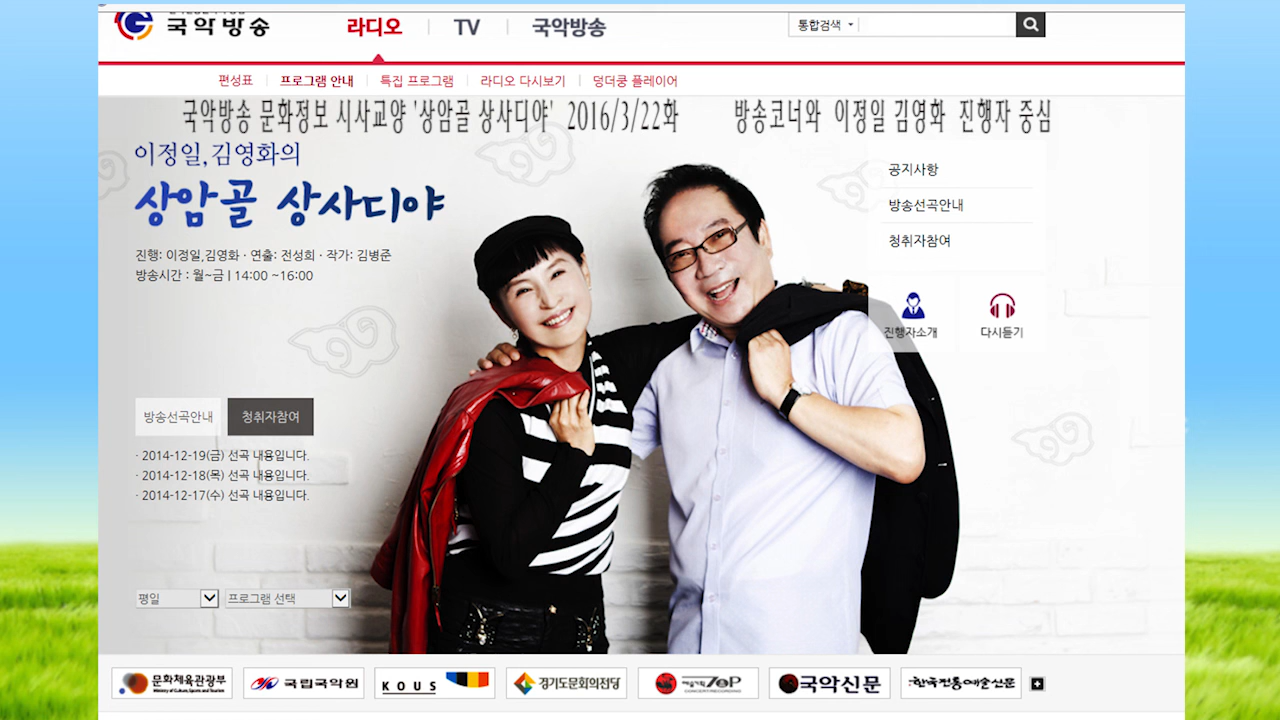 국악방송
라디오
TV
국악방송
통합검색
편성표
프로그램 안내
특집 프로그램
라디오 다시보기
덩더쿵 플레이어
국악방송 문화정보 시사교양 '상암골 상사디야' 2016/3/22화 방송코너와 이정일 김영화 진행자 중심
이정일,김영화의
상암골 상사디야
진행: 이정일,김영화 · 연출: 전성희 · 작가: 김병준
방송시간 : 월~금 | 14:00 ~16:00
공지사항
방송선곡안내
청취자참여
진행자소개
다시듣기
방송선곡안내
청취자참여
· 2014-12-19(금) 선곡 내용입니다.
· 2014-12-18(목) 선곡 내용입니다.
· 2014-12-17(수) 선곡 내용입니다.
평일
프로그램 선택
문화체육관광부
Ministry of Culture, Sports and Tourism
국립국악원
KOUS
경기도문화의전당
국악신문
한국전통예술신문